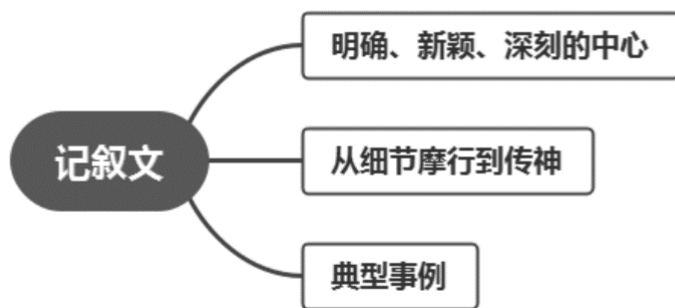 记叙文
明确、新颖、深刻的中心
从细节摩行到传神
典型事例